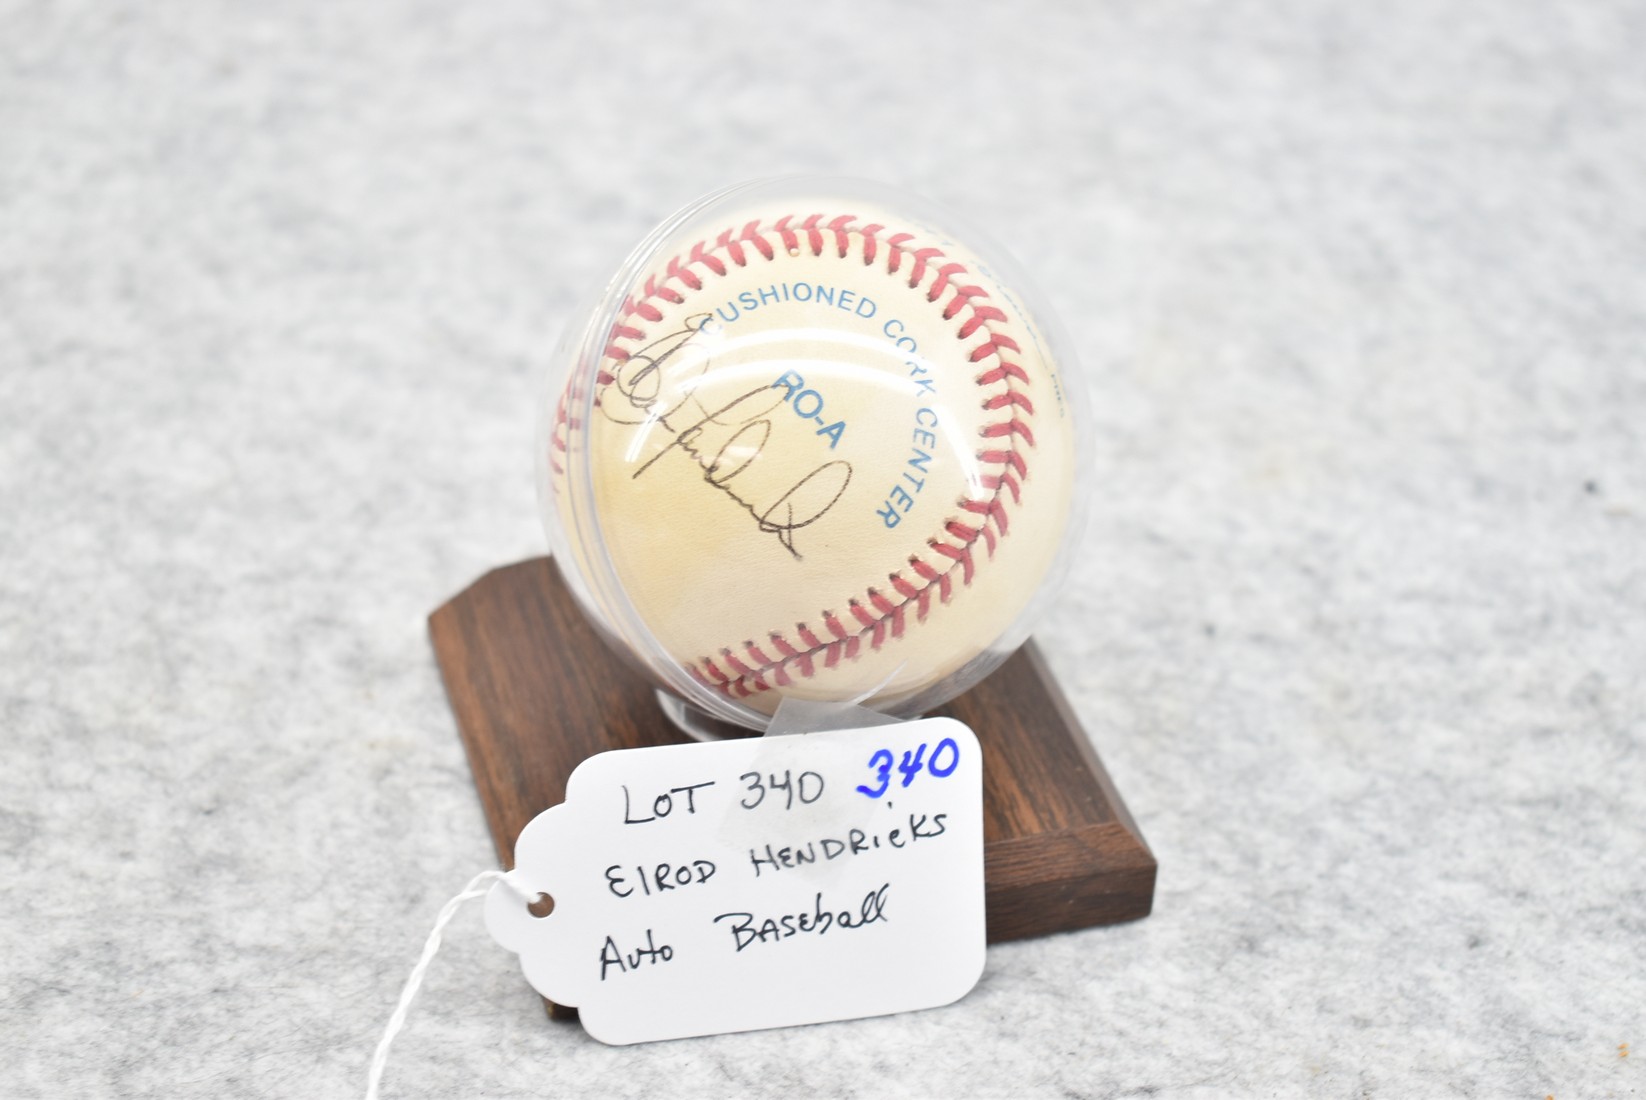 CUSHIONED CORK CENTER
RO-A
LOT 340 340
ElROD HENDRicKS
Auto BASEball